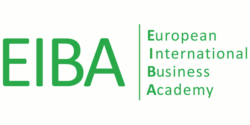 EIBA
European
International
Business
Academy